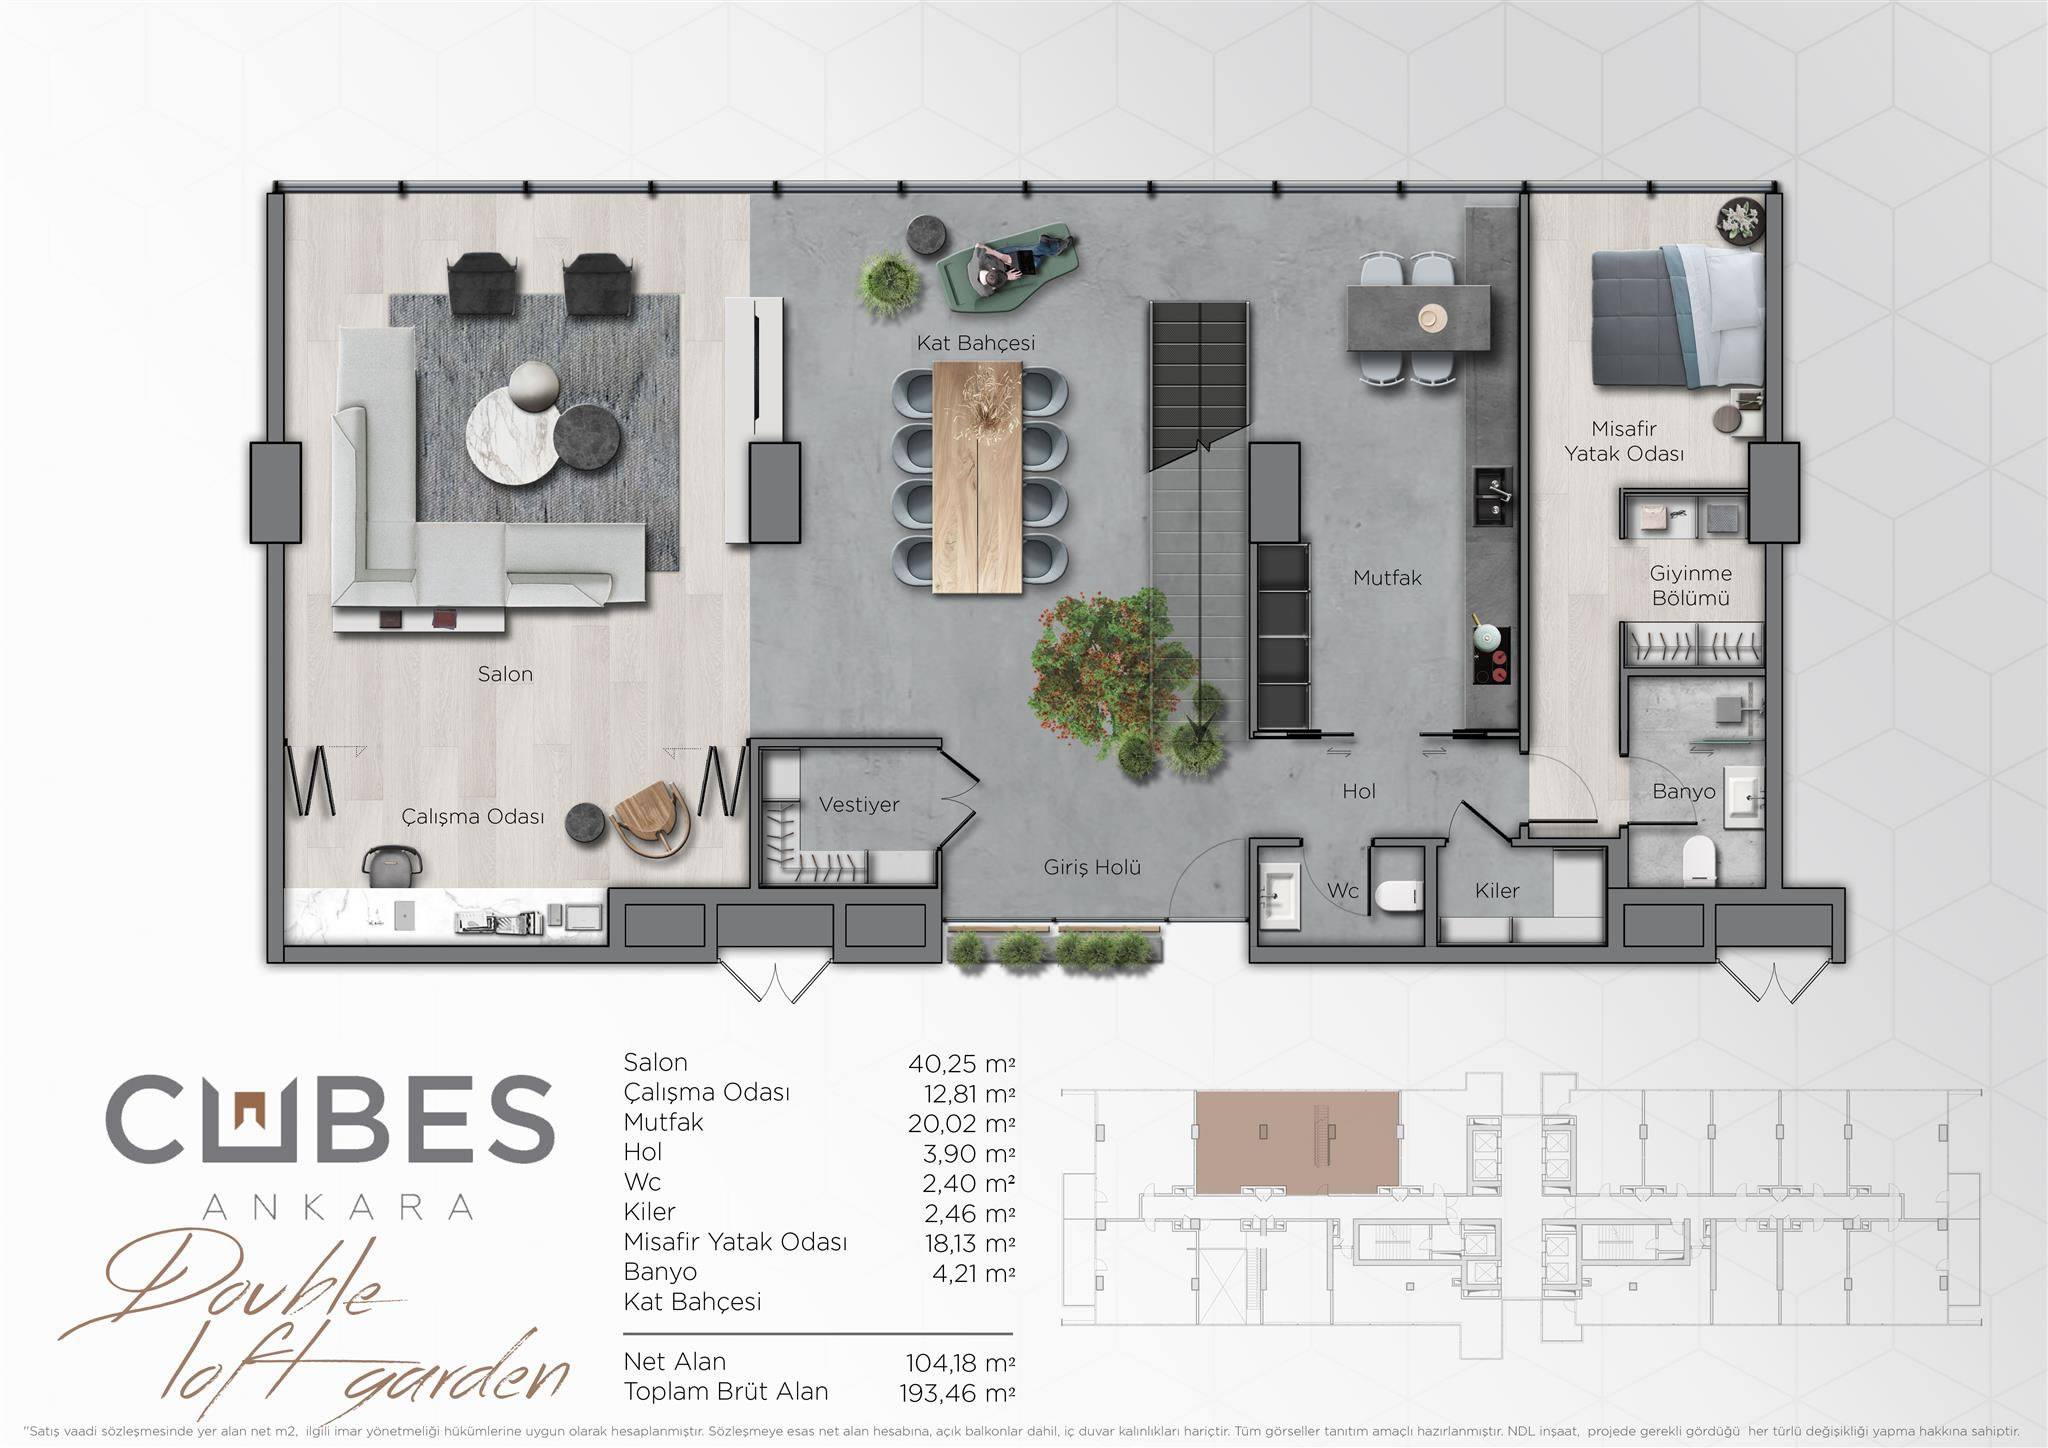 Kat Bahçesi
Misafir
Yatak Odası
Mutfak
Giyinme
Bölümü
Salon
Çalışma Odası
Vestiyer
Hol
Banyo
Giriş Holü
Wc
Kiler
CUBES
ANKARA
Double
loft garden
Salon 40,25 m²
Çalışma Odası 12,81 m²
Mutfak 20,02 m²
Hol 3,90 m²
Wc 2,40 m²
Kiler 2,46 m²
Misafir Yatak Odası 18,13 m²
Banyo 4,21 m²
Kat Bahçesi
Net Alan 104,18 m²
Toplam Brüt Alan 193,46 m²
"Satış vaadi sözleşmesinde yer alan net m2, ilgili imar yönetmeliği hükümlerine uygun olarak hesaplanmıştır. Sözleşmeye esas net alan hesabına, açık balkonlar dahil, iç duvar kalınlıkları hariçtir. Tüm görseller tanıtım amaçlı hazırlanmıştır. NDL inşaat, projede gerekli gördüğü her türlü değişikliği yapma hakkına sahiptir.